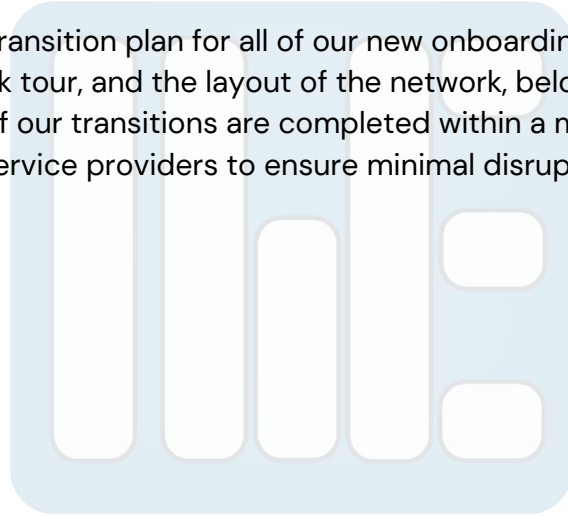 ransition plan for all of our new onboardin
k tour, and the layout of the network, belo
f our transitions are completed within a m
ervice providers to ensure minimal disrup